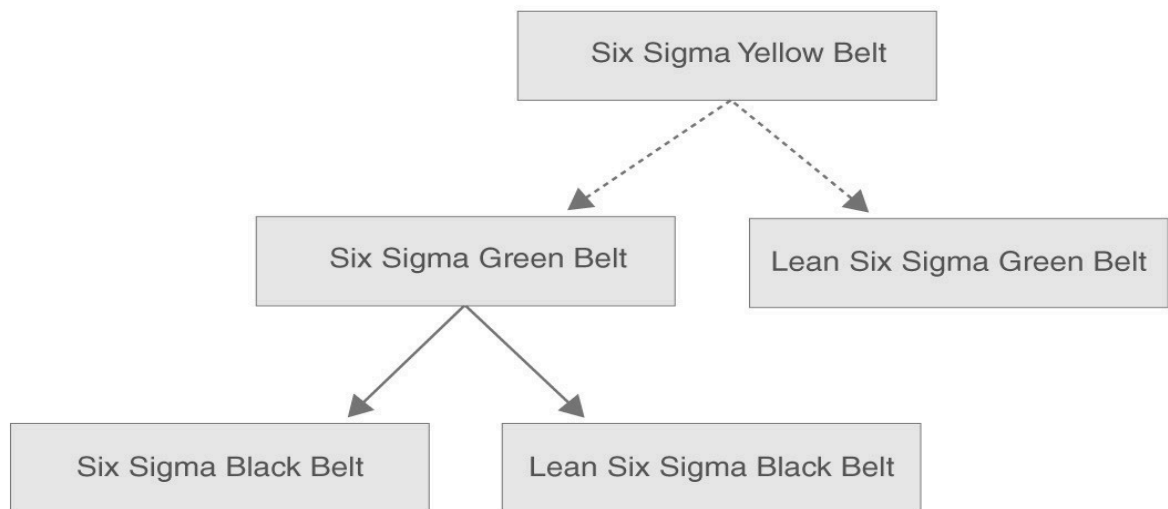 Six Sigma Yellow Belt
Six Sigma Green Belt
Lean Six Sigma Green Belt
Six Sigma Black Belt
Lean Six Sigma Black Belt